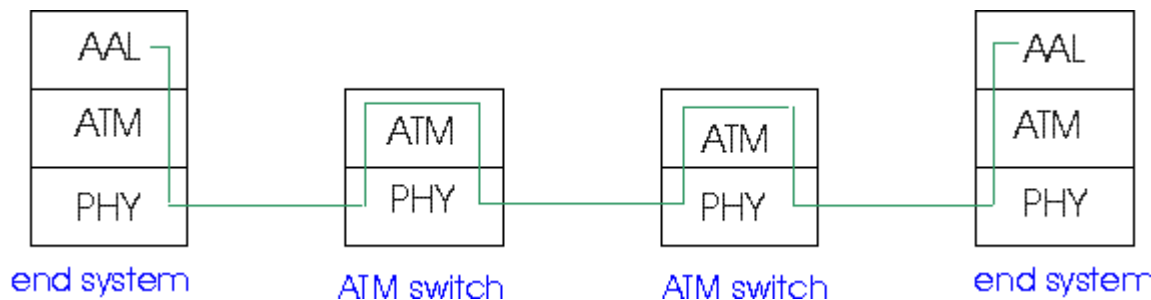 AAL
ATM
PHY
end system
ATM
PHY
ATM switch
ATM
PHY
ATM switch
AAL
ATM
PHY
end system